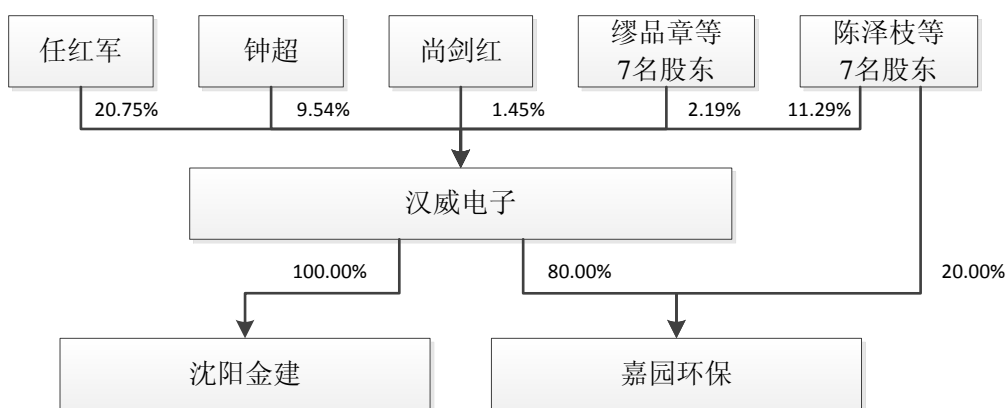 任红军
钟超
尚剑红
缪品章等
7名股东
陈泽枝等
7名股东
20.75%
9.54%
1.45%
2.19%
11.29%
汉威电子
100.00%
80.00%
20.00%
沈阳金建
嘉园环保